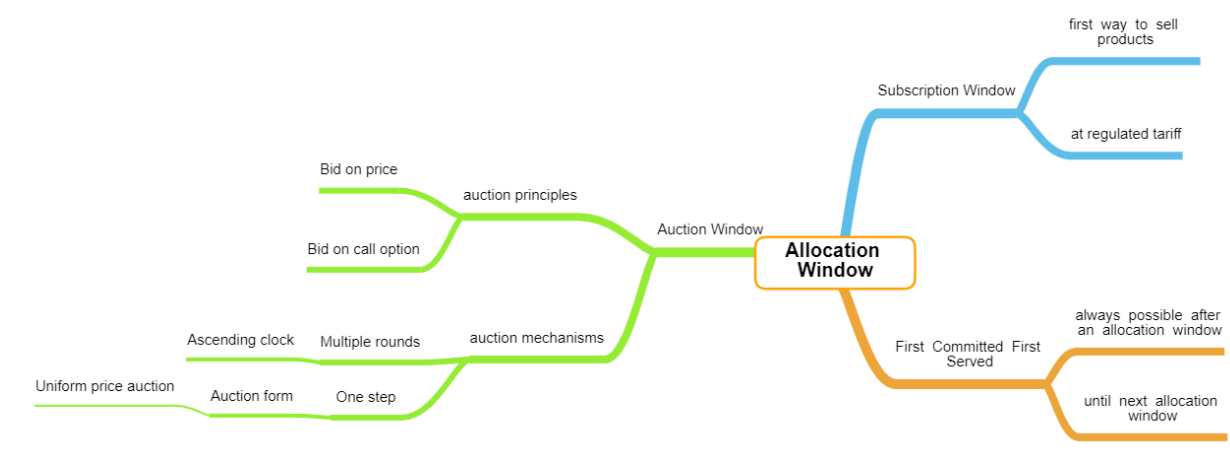 first way to sell
products
Subscription Window
at regulated tariff
Bid on price
auction principles
Auction Window
Bid on call option
Allocation
Window
Ascending clock
Multiple rounds
auction mechanisms
Uniform price auction
Auction form
One step
First Committed First
Served
always possible after
an allocation window
until next allocation
window